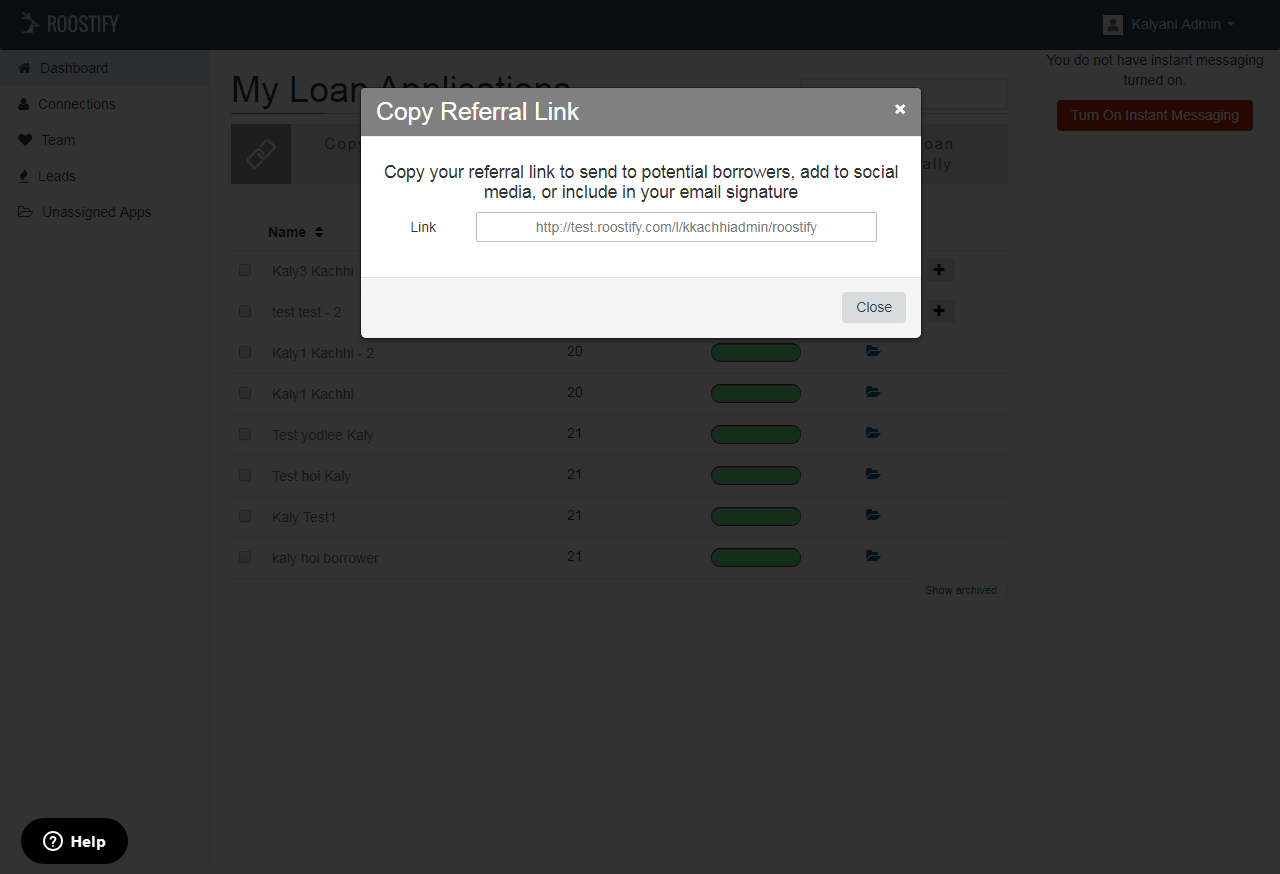 ROOSTIFY
Kalyani Admin
Dashboard
Connections
Team
Leads
Unassigned Apps
My Loan Applications
You do not have instant messaging
turned on.
Turn On Instant Messaging
Copy Referral Link
Copy your referral link to send to potential borrowers, add to social
media, or include in your email signature
Link http://test.roostify.com/l/kkachhiadmin/roostify
Close
Name
Kaly3 Kachhi
test test - 2
Kaly1 Kachhi - 2 20
Kaly1 Kachhi 20
Test yodlee Kaly 21
Test hoi Kaly 21
Kaly Test1 21
kaly hoi borrower 21
Show archived
Help